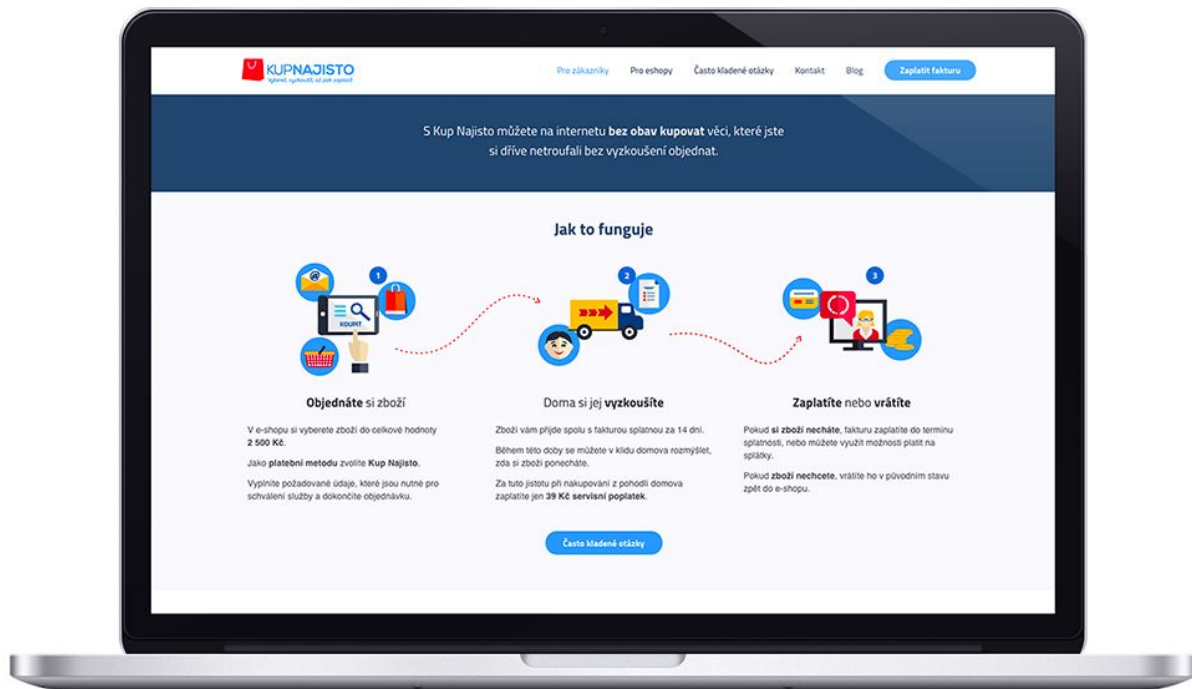 KUPNAJISTO
Vyberel, vyzkoušíš, až pak zaplatíš
Pro zákazníky
Pro eshopy
Často kladené otázky
Kontakt
Blog
Zaplatit fakturu
S Kup Najisto můžete na internetu bez obav kupovat věci, které jste
si dříve netroufali bez vyzkoušení objednat.
Jak to funguje
1
@
KOUPIT
2
3
Objednáte si zboží
V e-shopu si vyberete zboží do celkové hodnoty
2 500 Kč.
Jako platební metodu zvolíte Kup Najisto.
Vyplníte požadované údaje, které jsou nutné pro
schválení služby a dokončíte objednávku.
Doma si jej vyzkoušíte
Zboží vám přijde spolu s fakturou splatnou za 14 dní.
Během této doby se můžete v klidu domova rozmýšlet,
zda si zboží ponecháte.
Za tuto jistotu při nakupování z pohodlí domova
zaplatíte jen 39 Kč servisní poplatek.
Zaplatíte nebo vrátíte
Pokud si zboží necháte, fakturu zaplatíte do termínu
splatnosti, nebo můžete využít možnosti platit na
splátky.
Pokud zboží nechcete, vrátíte ho v původním stavu
zpět do e-shopu.
Často kladené otázky